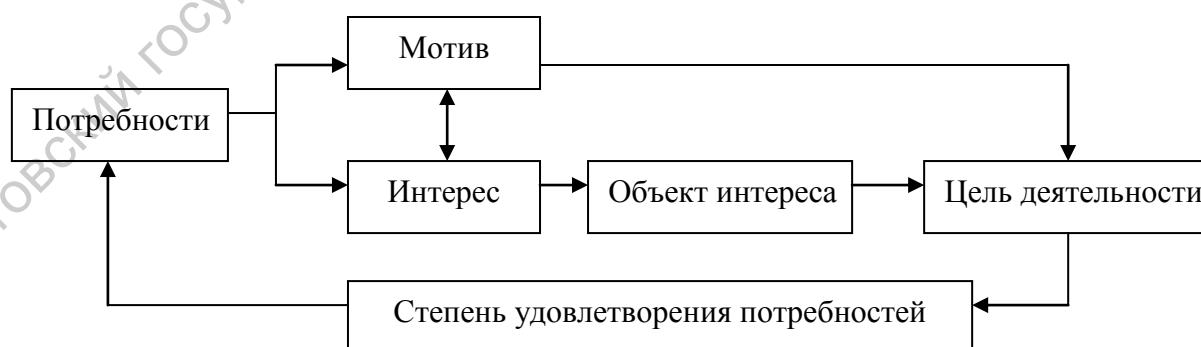 Мотив
Потребности
Интерес
Объект интереса
Цель деятельности
Степень удовлетворения потребностей